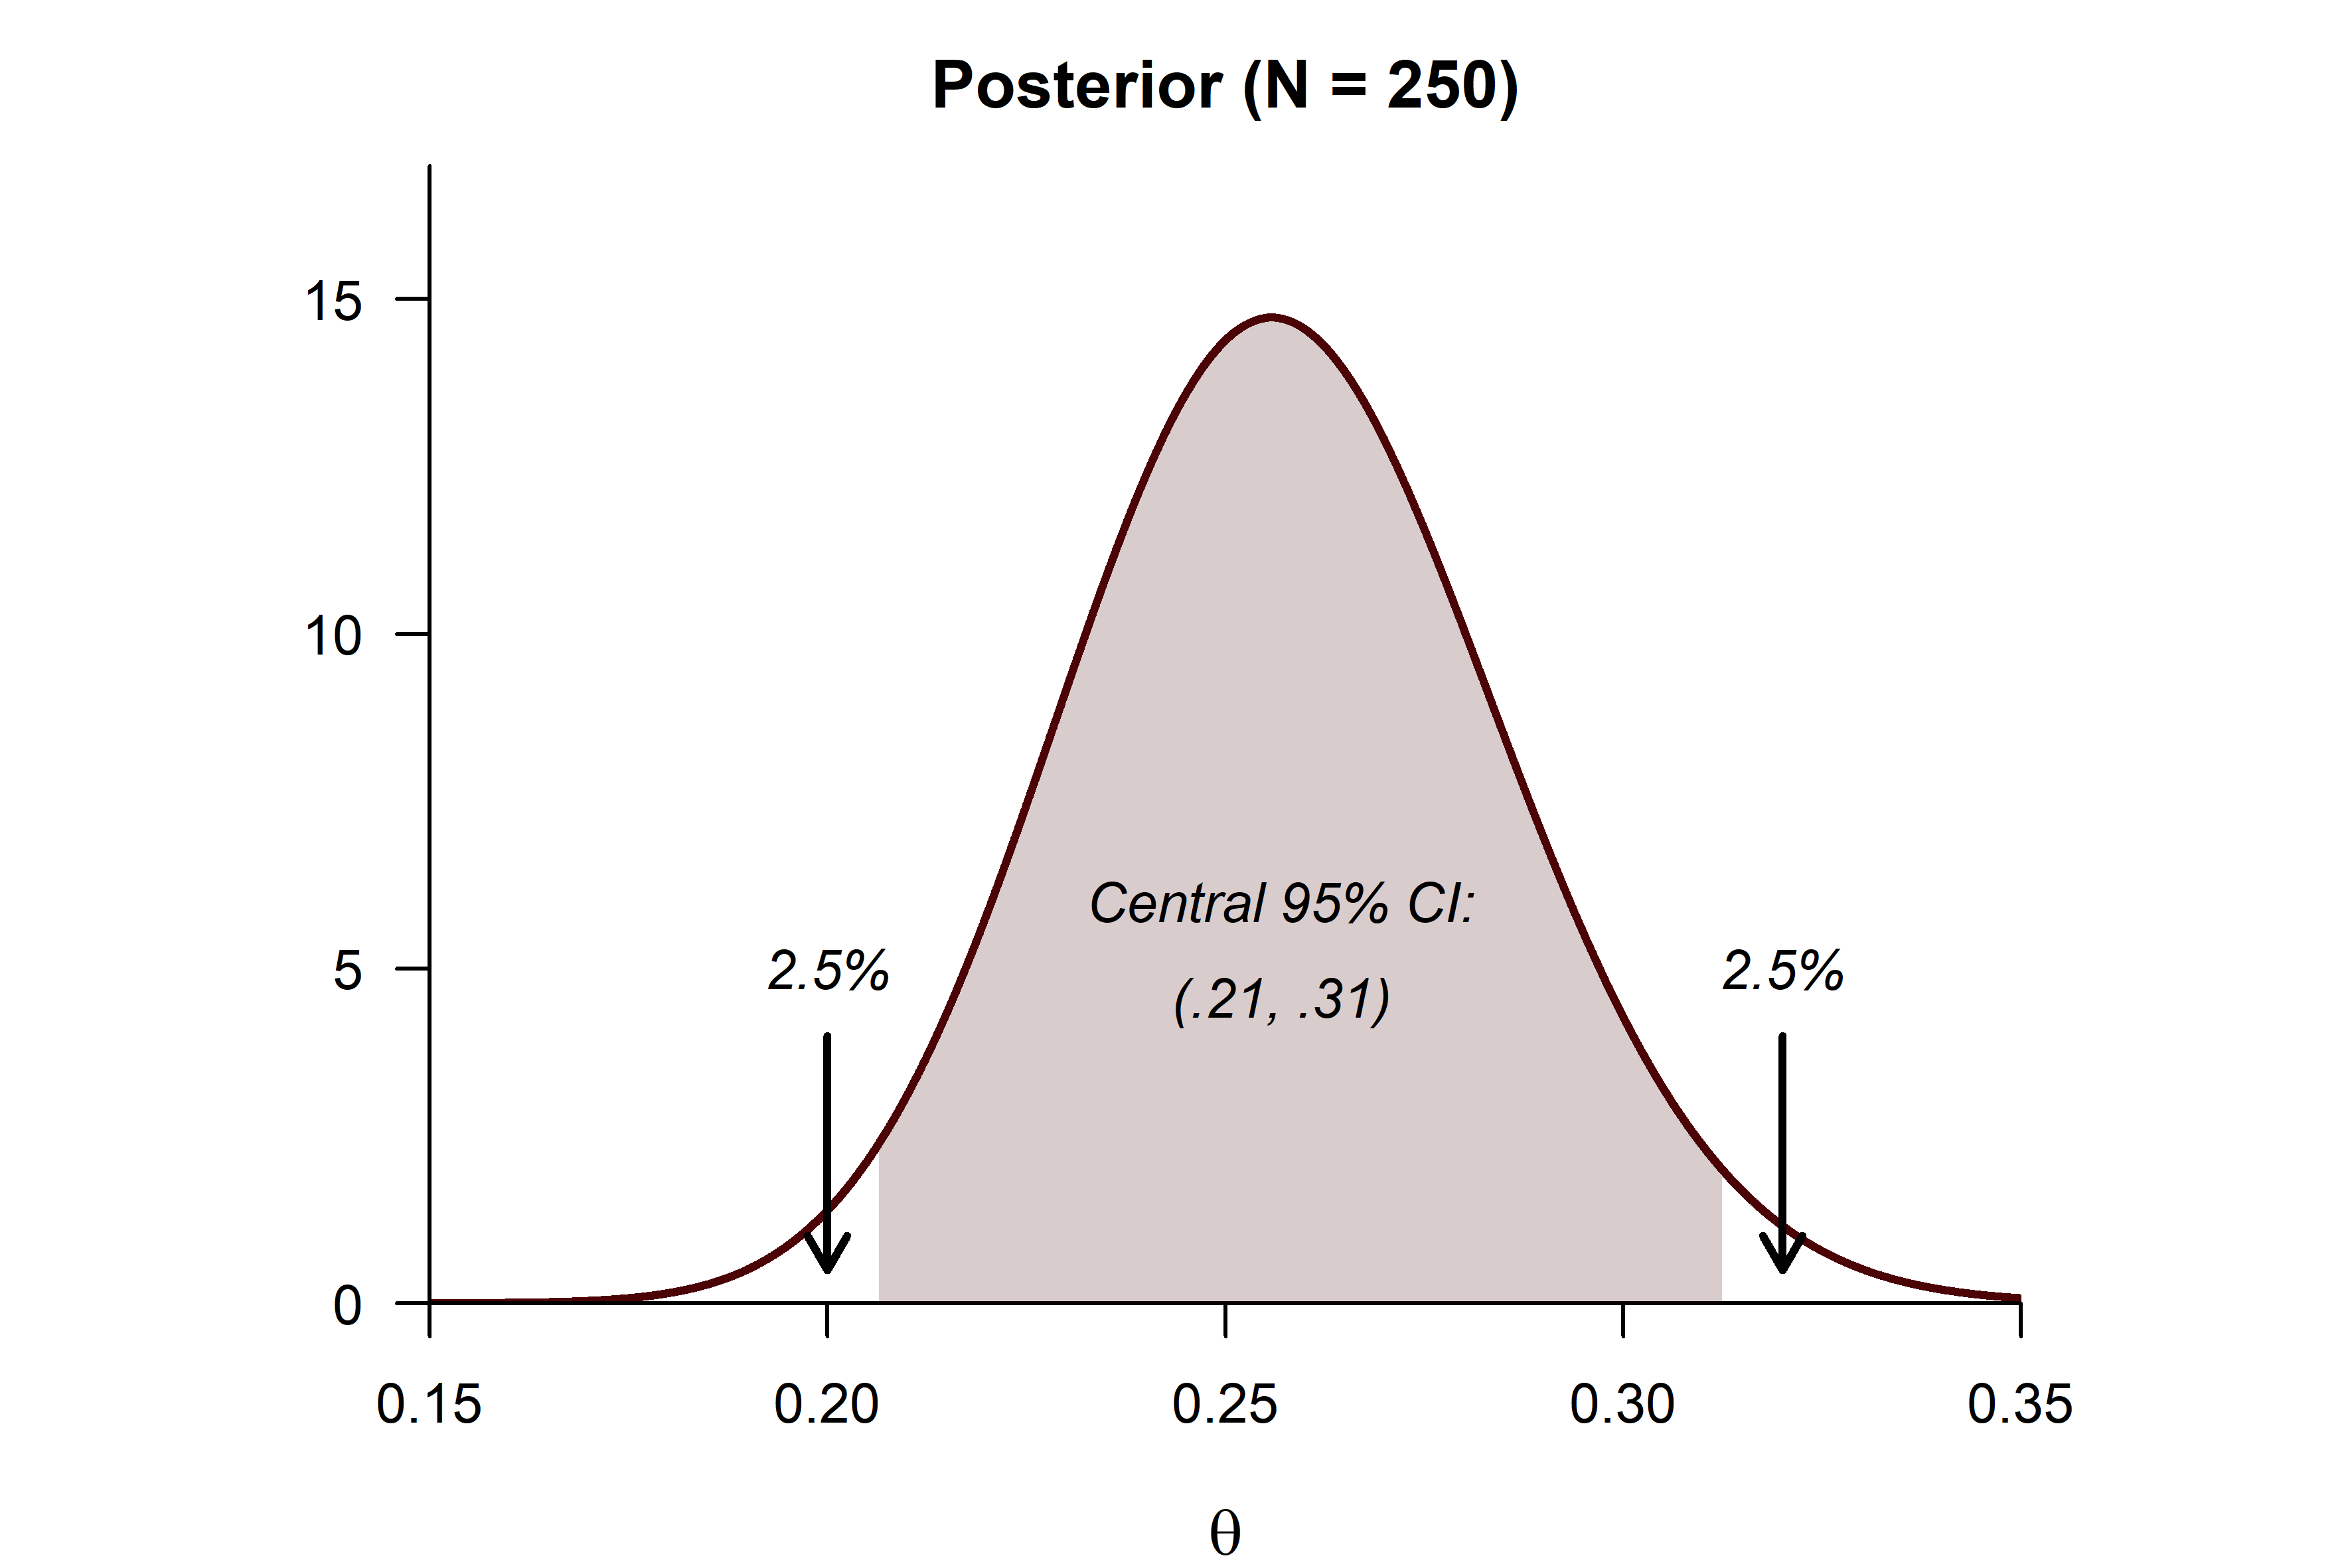 Posterior (N = 250)
15
10
5
0
Central 95% CI:
(.21, .31)
2.5%
2.5%
0.15 0.20 0.25 0.30 0.35
θ